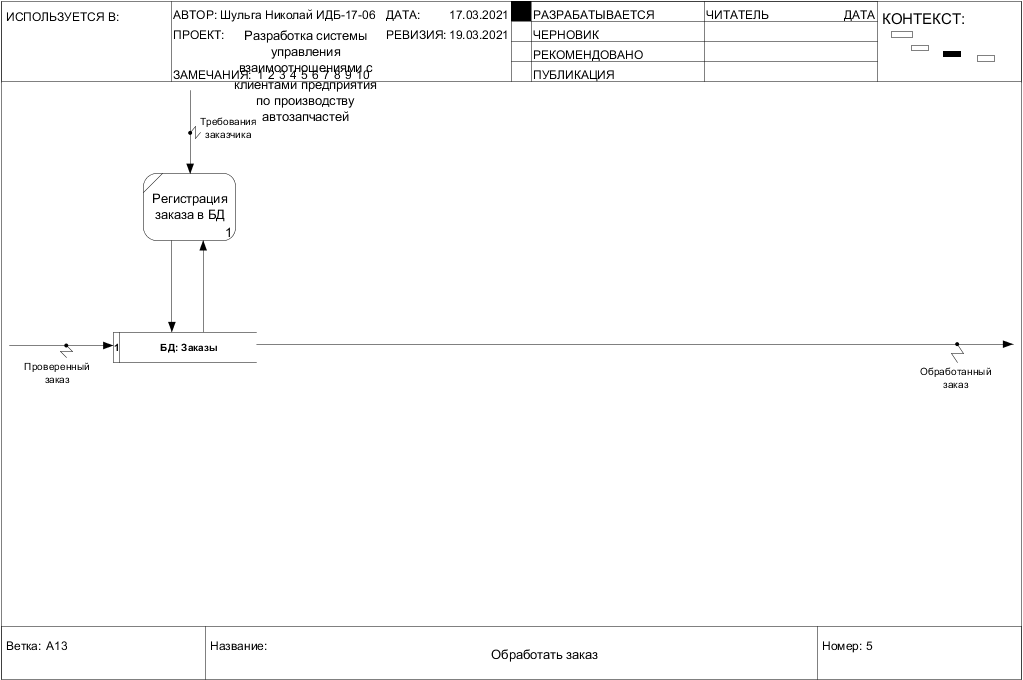 ИСПОЛЬЗУЕТСЯ В:
АВТОР: Шульга Николай ИДБ-17-06
ДАТА: 17.03.2021
ПРОЕКТ:
Разработка системы
управления
взаимоотношениями с
клиентами предприятия
по производству
автозапчастей
РЕВИЗИЯ: 19.03.2021
ЗАМЕЧАНИЯ: 1 2 3 4 5 6 7 8 9 10
РАЗРАБАТЫВАЕТСЯ
ЧЕРНОВИК
РЕКОМЕНДОВАНО
ПУБЛИКАЦИЯ
ЧИТАТЕЛЬ ДАТА
КОНТЕКСТ:
Требования
заказчика
Регистрация
заказа в БД
1
1 БД: Заказы
Проверенный
заказ
Обработанный
заказ
Ветка: A13
Название:
Обработать заказ
Номер: 5